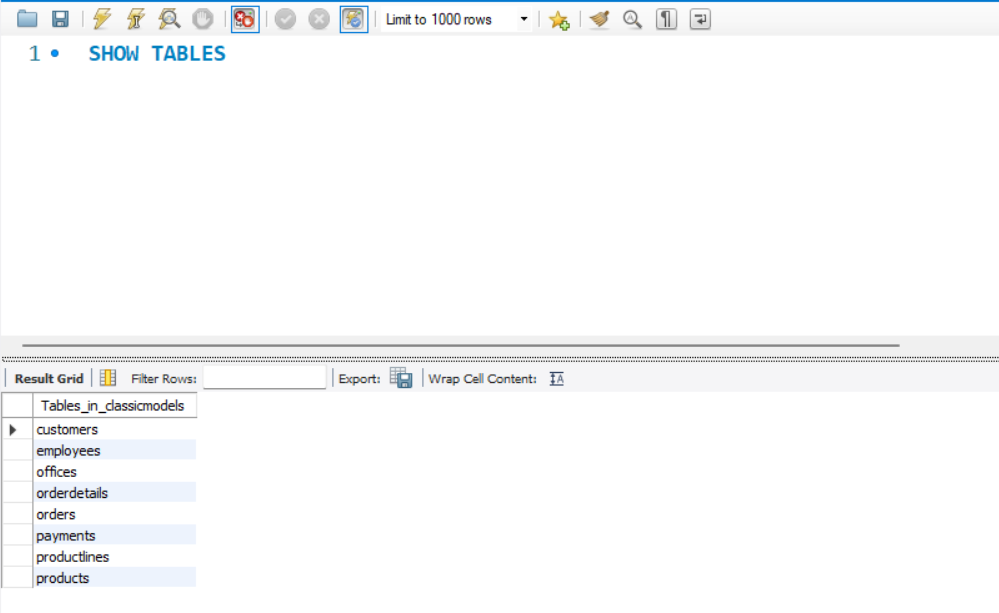 Limit to 1000 rows
1 SHOW TABLES
Result Grid Filter Rows: Export: Wrap Cell Content: IA
Tables_in_classicmodels
customers
employees
offices
orderdetails
orders
payments
productlines
products